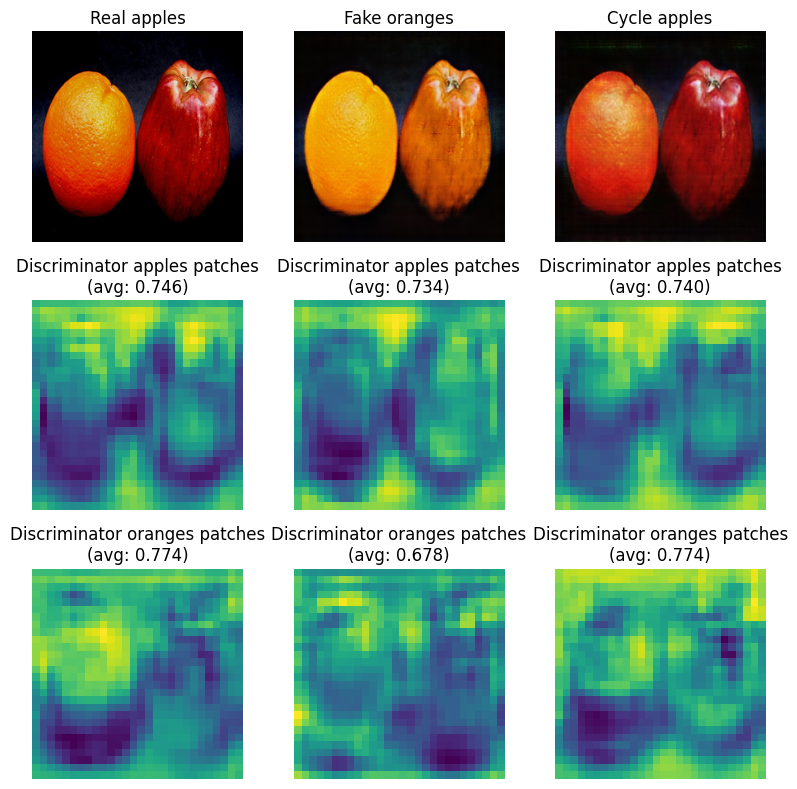 Real apples
Fake oranges
Cycle apples
Discriminator apples patches
(avg: 0.746)
Discriminator apples patches
(avg: 0.734)
Discriminator apples patches
(avg: 0.740)
Discriminator oranges patches
(avg: 0.774)
Discriminator oranges patches
(avg: 0.678)
Discriminator oranges patches
(avg: 0.774)